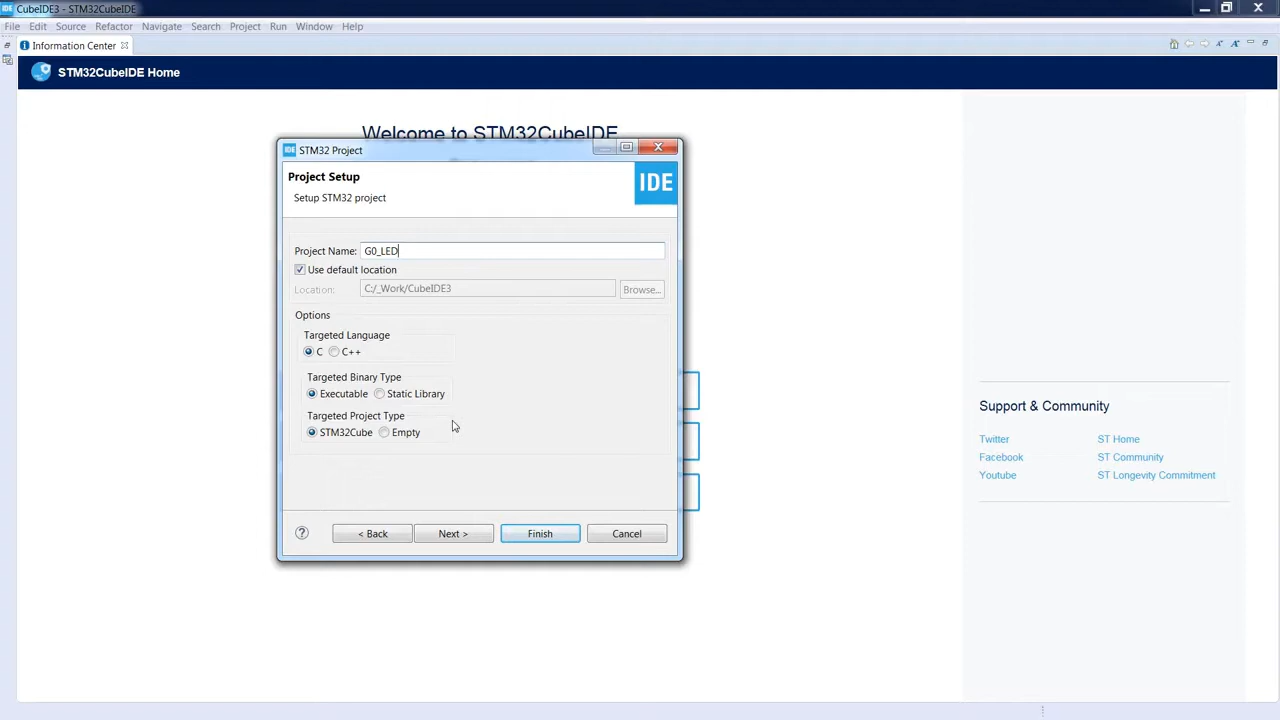 IDE CubeIDE3 - STM32CubeIDE
File Edit Source Refactor Navigate Search Project Run Window Help
Information Center
STM32CubeIDE Home
Welcome to STM32CubeIDE
IDE STM32 Project
Project Setup
IDE
Setup STM32 project
Project Name: G0_LED
Use default location
Location: C:/_Work/CubeIDE3 Browse...
Options
Targeted Language
C C++
Targeted Binary Type
Executable Static Library
Targeted Project Type
STM32Cube Empty
? < Back Next > Finish Cancel
Support & Community
Twitter ST Home
Facebook ST Community
Youtube ST Longevity Commitment